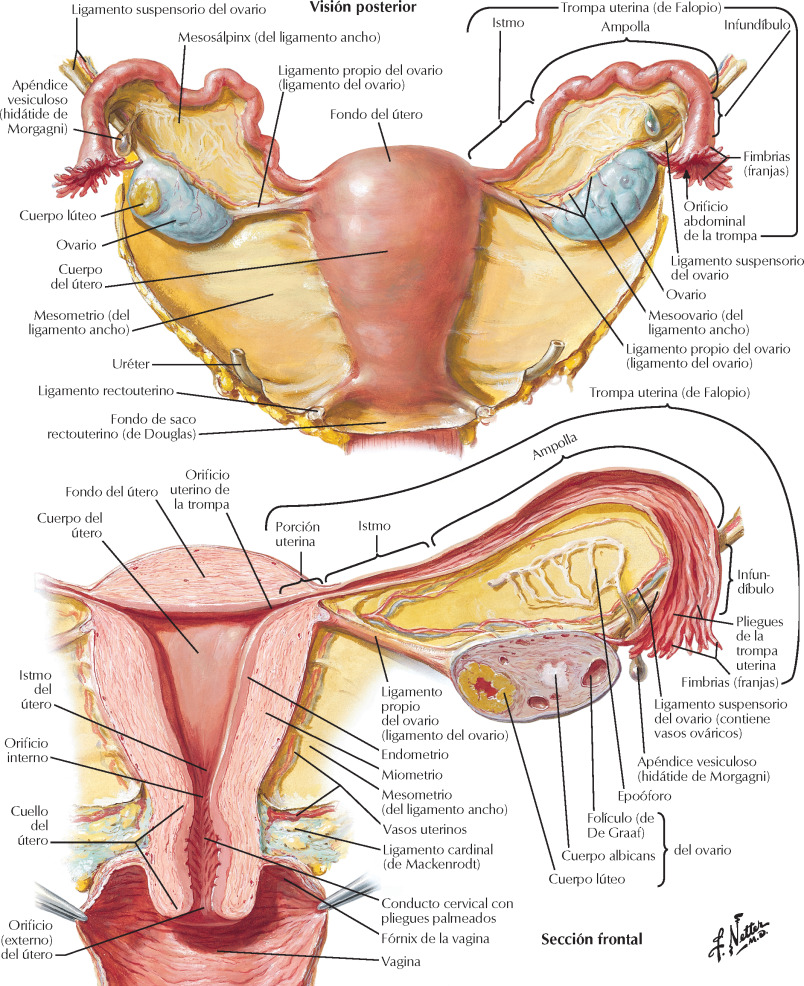 Visión posterior
Ligamento suspensorio del ovario
Mesosálpinx (del ligamento ancho)
Apéndice
vesiculoso
(hidátide de
Morgagni)
Ligamento propio del ovario
(ligamento del ovario)
Fondo del útero
Trompa uterina (de Falopio)
Istmo
Ampolla
Infundíbulo
Fimbrias
(franjas)
Orificio
abdominal
de la trompa
Cuerpo lúteo
Ovario
Cuerpo
del útero
Mesometrio (del
ligamento ancho)
Uréter
Ligamento rectouterino
Fondo de saco
rectouterino (de Douglas)
Ligamento suspensorio
del ovario
Ovario
Mesoovario (del
ligamento ancho)
Ligamento propio del ovario
(ligamento del ovario)
Trompa uterina (de Falopio)
Ampolla
Orificio
uterino de
la trompa
Fondo del útero
Cuerpo del
útero
Porción
uterina
Istmo
Infun-
díbulo
Pliegues
de la
trompa
uterina
Fimbrias (franjas)
Istmo del
útero
Orificio
interno
Cuello
del
útero
Orificio
(externo)
del útero
Ligamento
propio
del ovario
(ligamento del ovario)
Endometrio
Miometrio
Mesometrio
(del ligamento ancho)
Vasos uterinos
Ligamento cardinal
(de Mackenrodt)
Conducto cervical con
pliegues palmeados
Fórnix de la vagina
Vagina
Ligamento suspensorio
del ovario (contiene
vasos ováricos)
Apéndice vesiculoso
(hidátide de Morgagni)
Epoóforo
Folículo (de
De Graaf)
Cuerpo albicans
Cuerpo lúteo
del ovario
Sección frontal
F. Netter
M.D.